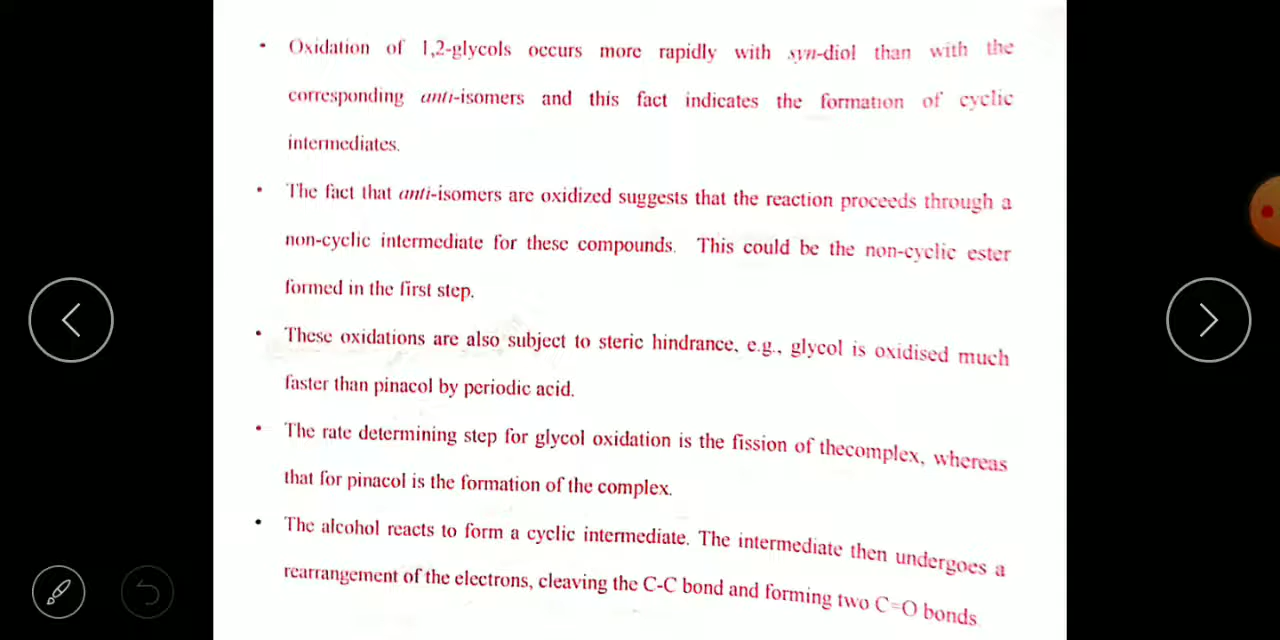 • Oxidation of 1,2-glycols occurs more rapidly with syn-diol than with the
corresponding anti-isomers and this fact indicates the formation of cyclic
intermediates.
• The fact that anti-isomers are oxidized suggests that the reaction proceeds through a
non-cyclic intermediate for these compounds. This could be the non-cyclic ester
formed in the first step.
• These oxidations are also subject to steric hindrance, e.g., glycol is oxidised much
faster than pinacol by periodic acid.
• The rate determining step for glycol oxidation is the fission of thecomplex, whereas
that for pinacol is the formation of the complex.
• The alcohol reacts to form a cyclic intermediate. The intermediate then undergoes a
rearrangement of the electrons, cleaving the C-C bond and forming two C=O bonds